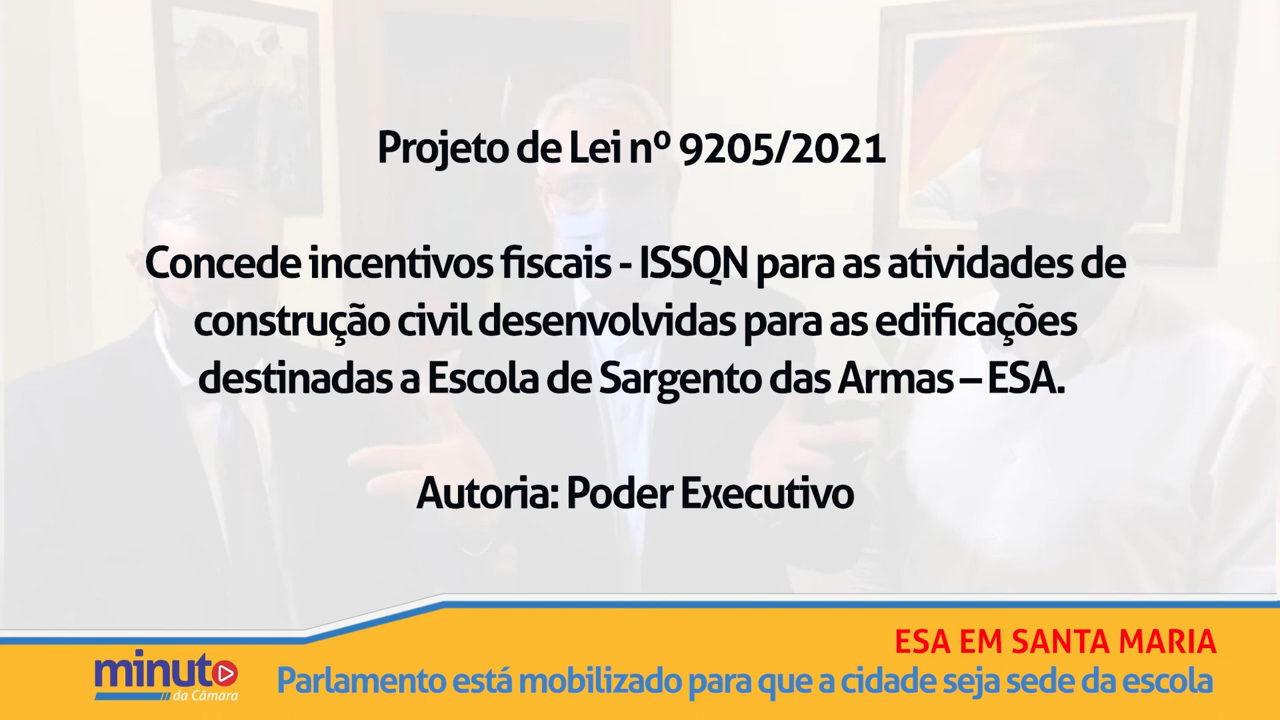 Projeto de Lei nº 9205/2021
Concede incentivos fiscais - ISSQN para as atividades de
construção civil desenvolvidas para as edificações
destinadas a Escola de Sargento das Armas – ESA.
Autoria: Poder Executivo
ESA EM SANTA MARIA
minuto
// da Câmara
Parlamento está mobilizado para que a cidade seja sede da escola